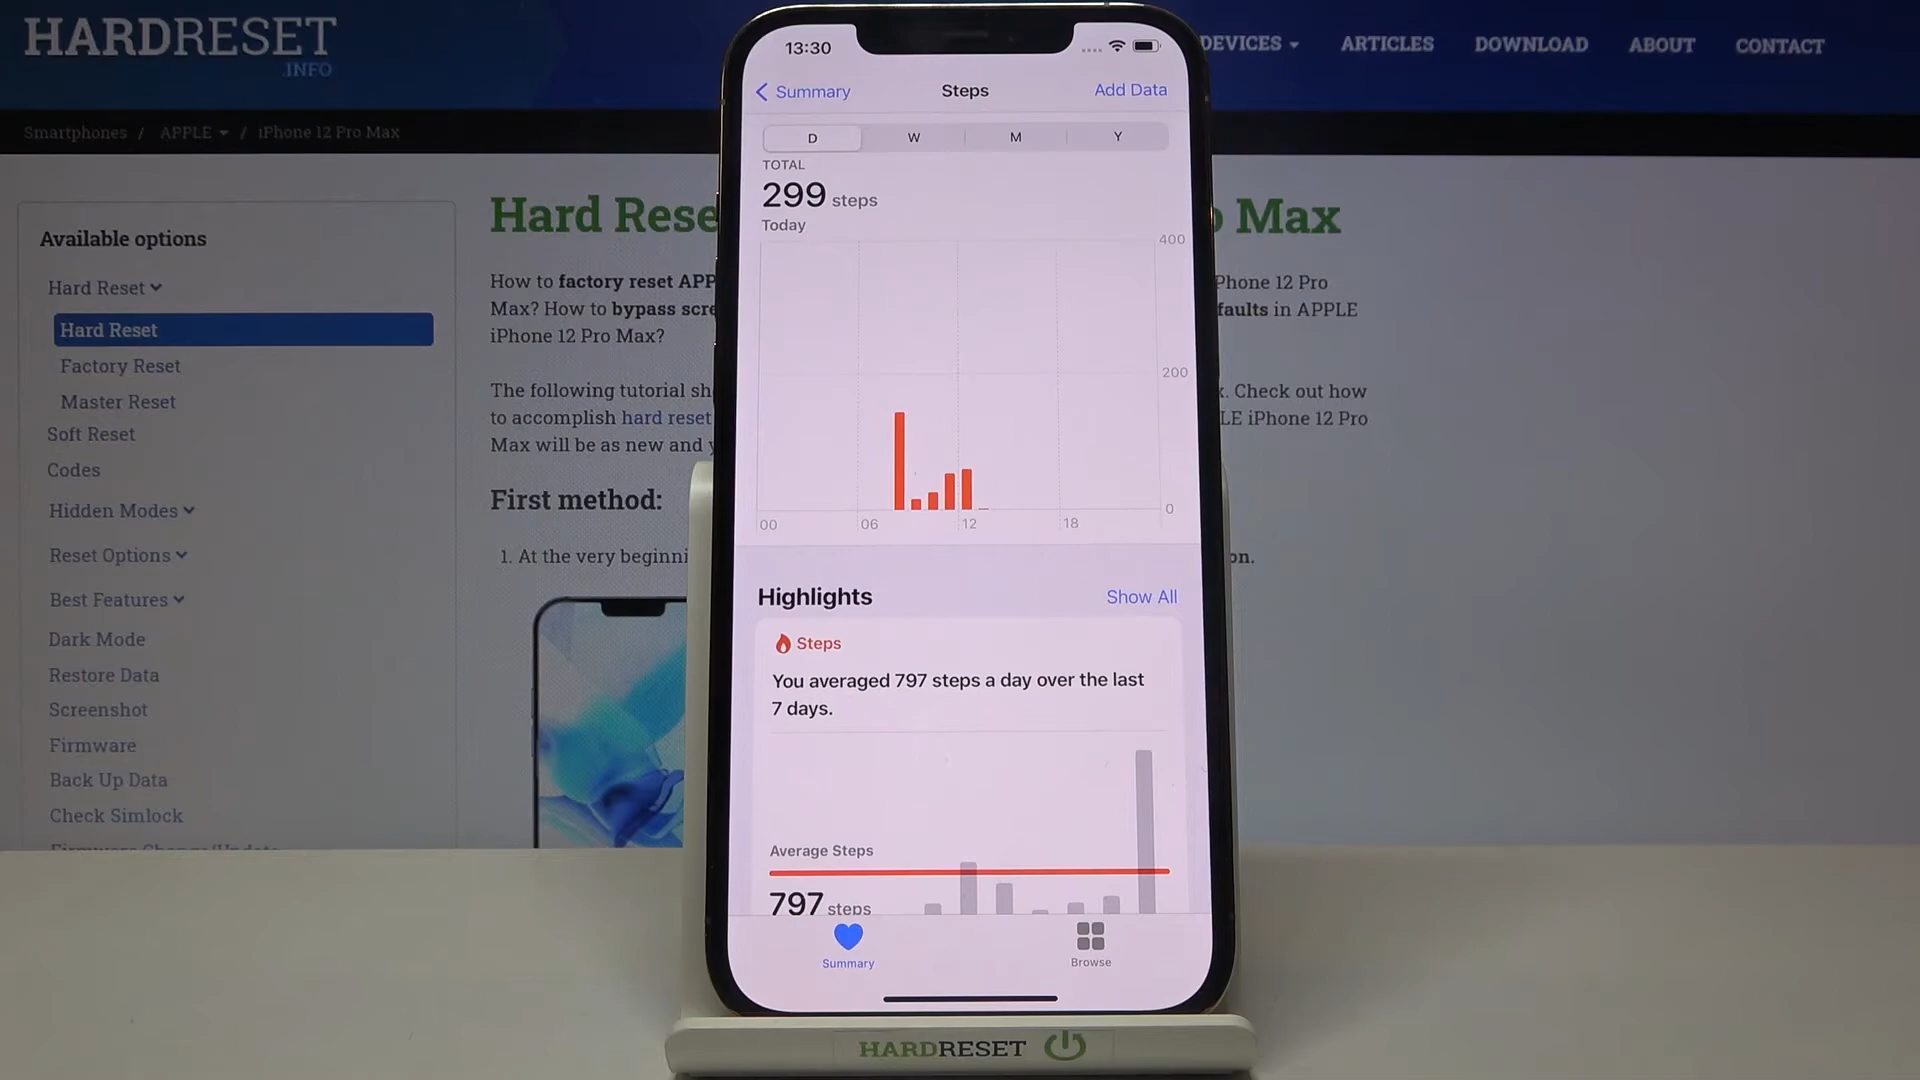 HARDRESET
.INFO
DEVICES
ARTICLES
DOWNLOAD
ABOUT
CONTACT
Smartphones / APPLE / iPhone 12 Pro Max
Available options
Hard Reset
Hard Reset
Factory Reset
Master Reset
Soft Reset
Codes
Hidden Modes
Reset Options
Best Features
Dark Mode
Restore Data
Screenshot
Firmware
Back Up Data
Check Simlock
Hard Rese
Max
How to factory reset APP
Phone 12 Pro
Max? How to bypass scre
faults in APPLE
iPhone 12 Pro Max?
The following tutorial sh
. Check out how
to accomplish hard reset
LE iPhone 12 Pro
Max will be as new and
First method:
1. At the very beginni
on.
13:30
Summary
Steps
Add Data
D
W
M
Y
TOTAL
299 steps
Today
400
200
0
00
06
12
18
Highlights
Show All
Steps
You averaged 797 steps a day over the last
7 days.
Average Steps
797 steps
Summary
Browse
HARDRESET